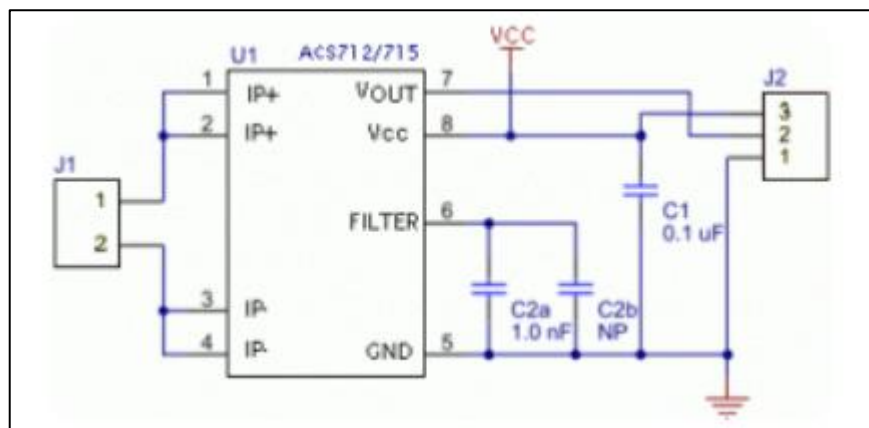 VCC
U1 ACS712/715
J2
1 IP+ VOUT 7
3
2 IP+ Vcc 8
2
1
J1
1
2
FILTER 6
C1
0.1 uF
3 IP-
C2a C2b
1.0 nF NP
4 IP- GND 5